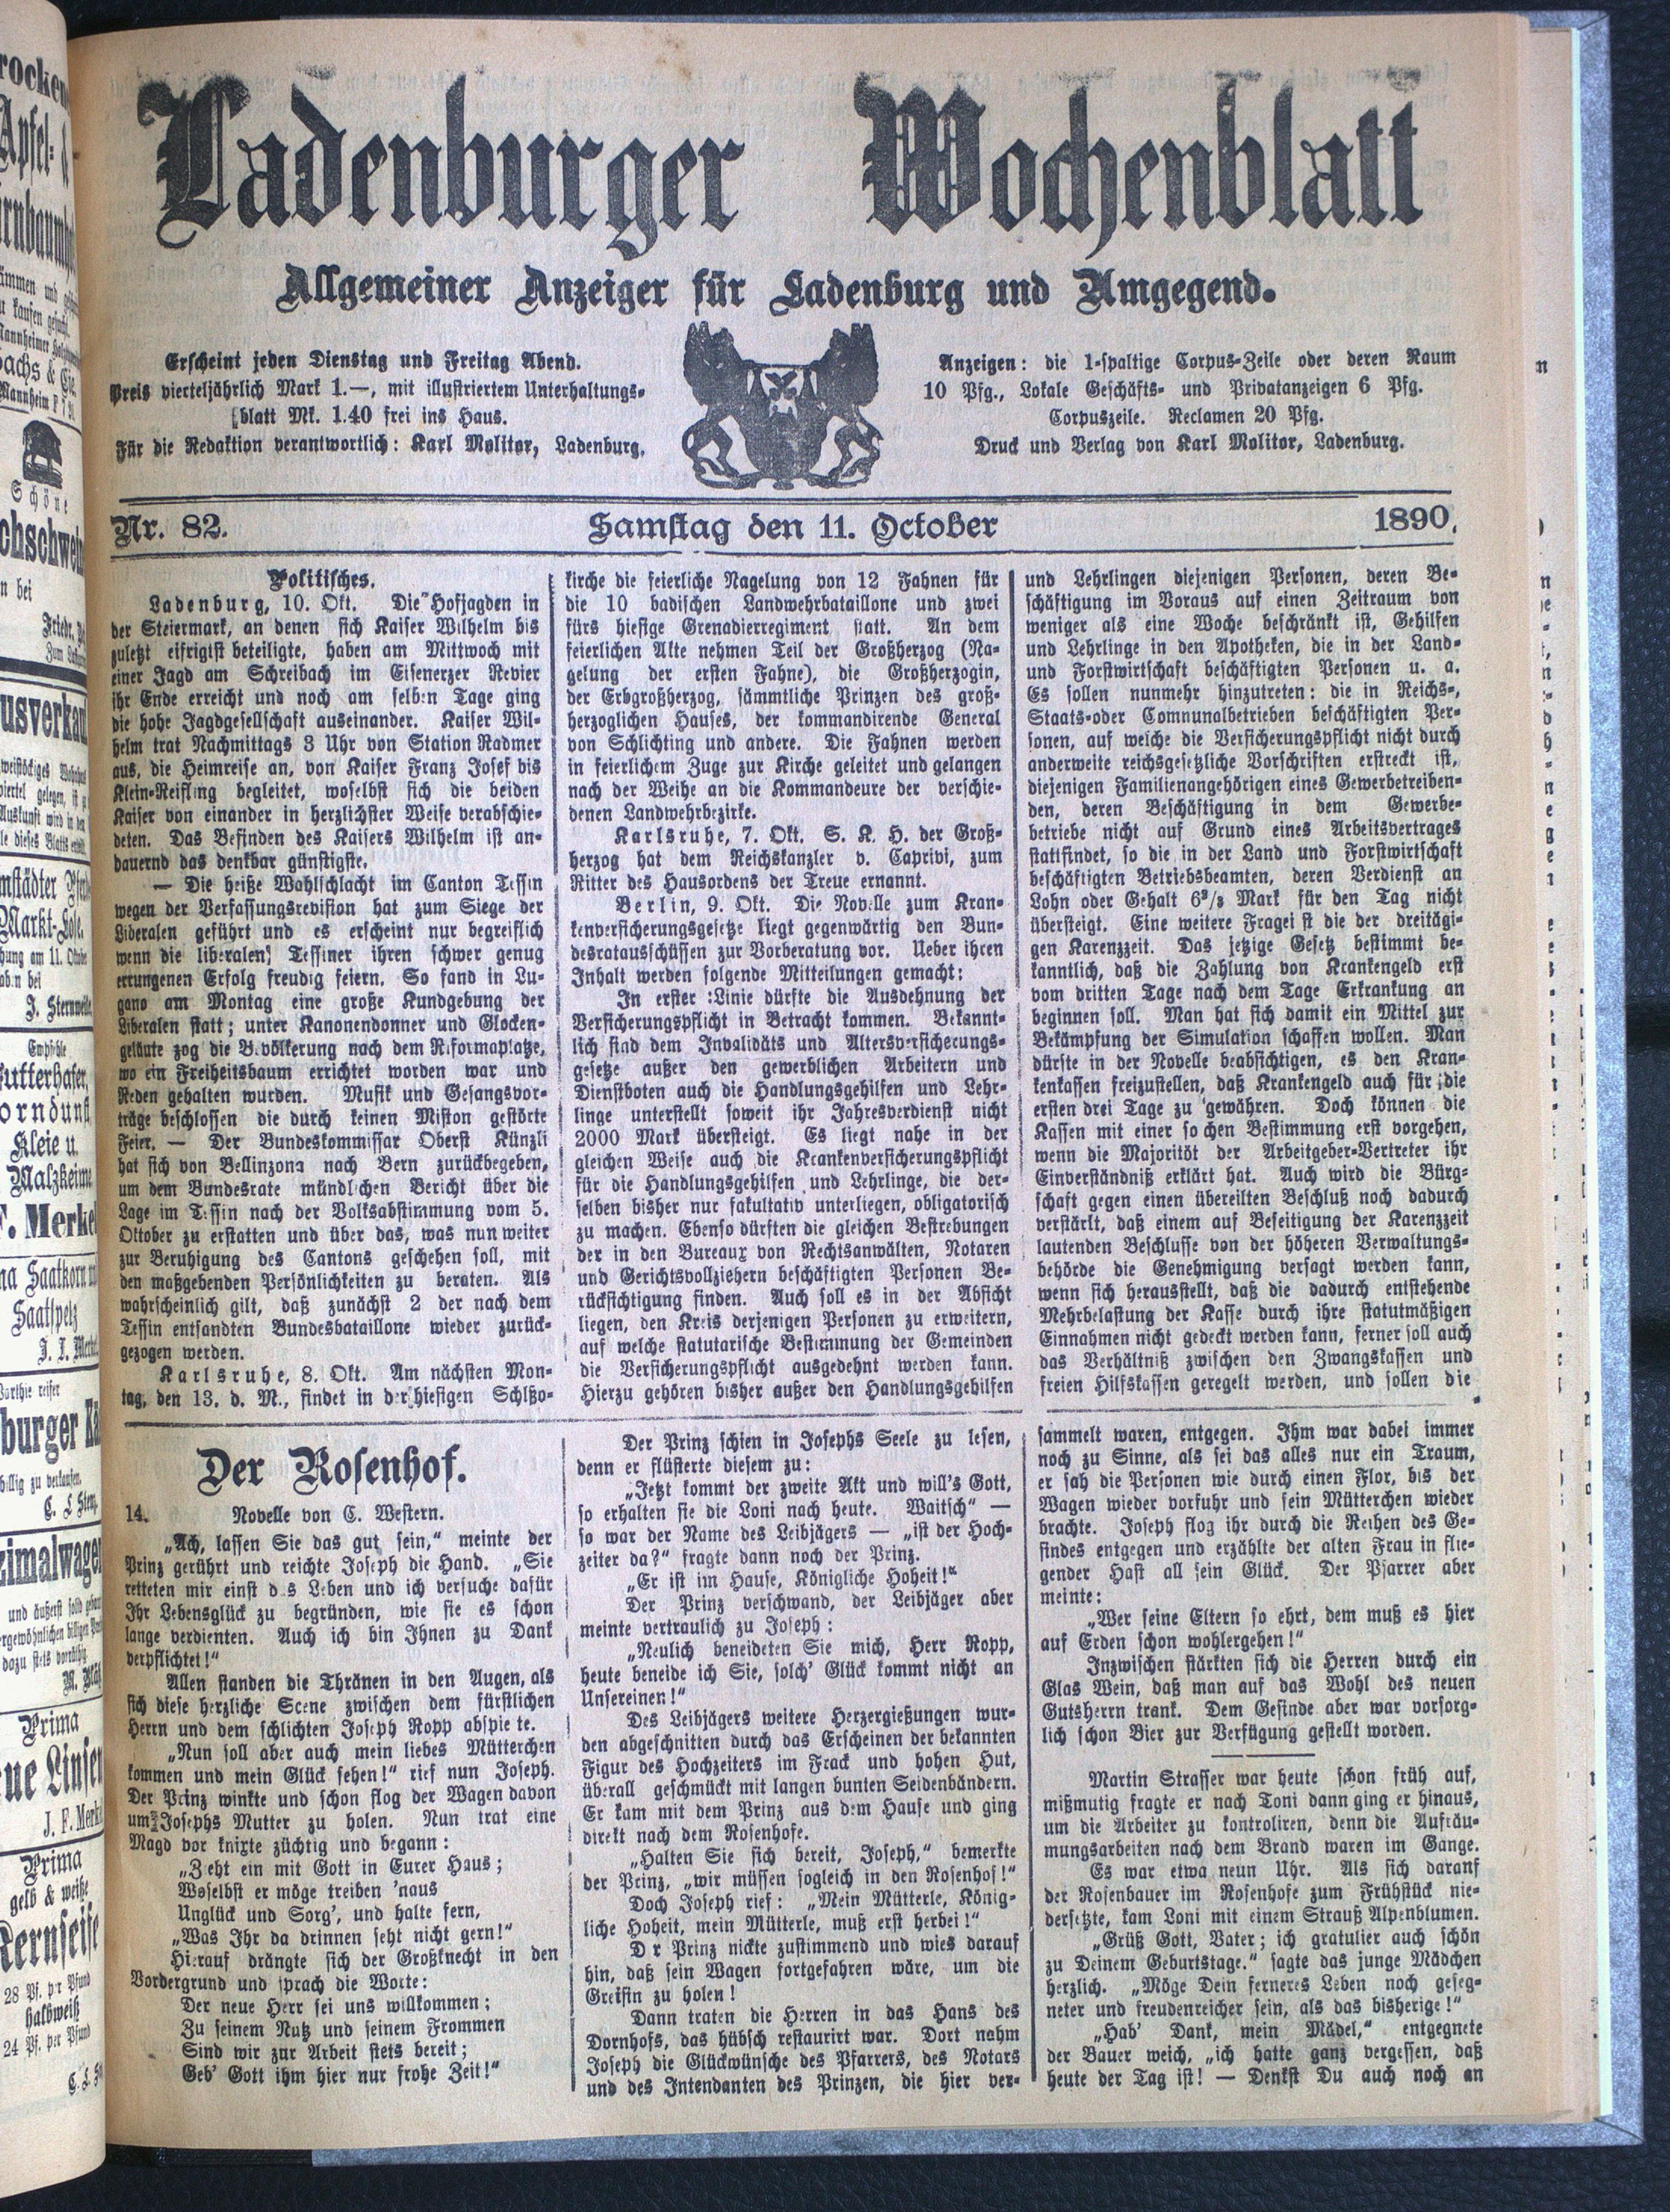 Ladenburger Wochenblatt
Allgemeiner Anzeiger für Ladenburg und Umgegend.
Erscheint jeden Dienstag und Freitag Abend.
Preis vierteljährlich Mark 1.—, mit illustriertem Unterhaltungs-
blatt Mk. 1.40 frei ins Haus.
Für die Redaktion verantwortlich: Karl Molitor, Ladenburg.
Anzeigen: die 1-spaltige Corpus-Zeile oder deren Raum
10 Pfg., Lokale Geschäfts- und Privatanzeigen 6 Pfg.
Corpuszeile. Reclamen 20 Pfg.
Druck und Verlag von Karl Molitor, Ladenburg.
Nr. 82. Samstag den 11. October 1890.
Politisches.
Ladenburg, 10. Okt. Die Hofjagden in
der Steiermark, an denen sich Kaiser Wilhelm bis
zuletzt eifrigist beteiligte, haben am Mittwoch mit
einer Jagd am Schreibach im Eisenerzer Revier
ihr Ende erreicht und noch am selben Tage ging
die hohe Jagdgesellschaft auseinander. Kaiser Wil-
helm trat Nachmittags 3 Uhr von Station Radmer
aus, die Heimreise an, von Kaiser Franz Josef bis
Klein-Reifling begleitet, woselbst sich die beiden
Kaiser von einander in herzlichster Weise verabschie-
deten. Das Befinden des Kaisers Wilhelm ist an-
dauernd das denkbar günstigste.
— Die heiße Wahlschlacht im Canton Tessin
wegen der Verfassungsrevision hat zum Siege der
Liberalen geführt und es erscheint nur begreiflich
wenn die liberalen Tessiner ihren schwer genug
errungenen Erfolg freudig feiern. So fand in Lu-
gano am Montag eine große Kundgebung der
Liberalen statt; unter Kanonendonner und Glocken-
geläute zog die Bevölkerung nach dem Riformaplatze,
wo ein Freiheitsbaum errichtet worden war und
Reden gehalten wurden. Musik und Gesangsvor-
träge beschlossen die durch keinen Miston gestörte
Feier. — Der Bundeskommissar Oberst Künzli
hat sich von Bellinzona nach Bern zurückbegeben,
um dem Bundesrate mündlichen Bericht über die
Lage im Tessin nach der Volksabstimmung vom 5.
Oktober zu erstatten und über das, was nun weiter
zur Beruhigung des Cantons geschehen soll, mit
den maßgebenden Persönlichkeiten zu beraten. Als
wahrscheinlich gilt, daß zunächst 2 der nach dem
Tessin entsandten Bundesbataillone wieder zurück-
gezogen werden.
Karlsruhe, 8. Okt. Am nächsten Mon-
tag, den 13. d. M., findet in der hiesigen Schloß-
kirche die feierliche Nagelung von 12 Fahnen für
die 10 badischen Landwehrbataillone und zwei
fürs hiesige Grenadierregiment statt. An dem
feierlichen Akte nehmen Teil der Großherzog (Na-
gelung der ersten Fahne), die Großherzogin,
der Erbgroßherzog, sämmtliche Prinzen des groß-
herzoglichen Hauses, der kommandirende General
von Schlichting und andere. Die Fahnen werden
in feierlichem Zuge zur Kirche geleitet und gelangen
nach der Weihe an die Kommandeure der verschie-
denen Landwehrbezirke.
Karlsruhe, 7. Okt. S. K. H. der Groß-
herzog hat dem Reichskanzler v. Caprivi, zum
Ritter des Hausordens der Treue ernannt.
Berlin, 9. Okt. Die Novelle zum Kran-
kenversicherungsgesetze liegt gegenwärtig den Bun-
desratausschüssen zur Vorberatung vor. Ueber ihren
Inhalt werden folgende Mitteilungen gemacht:
In erster :Linie dürfte die Ausdehnung der
Versicherungspflicht in Betracht kommen. Bekannt-
lich sind dem Invalidäts und Altersversicherungs-
gesetze außer den gewerblichen Arbeitern und
Dienstboten auch die Handlungsgehilfen und Lehr-
linge unterstellt soweit ihr Jahresverdienst nicht
2000 Mark übersteigt. Es liegt nahe in der
gleichen Weise auch die Krankenversicherungspflicht
für die Handlungsgehilfen und Lehrlinge, die der-
selben bisher nur fakultativ unterliegen, obligatorisch
zu machen. Ebenso dürften die gleichen Bestrebungen
der in den Bureaux von Rechtsanwälten, Notaren
und Gerichtsvollziehern beschäftigten Personen Be-
rücksichtigung finden. Auch soll es in der Absicht
liegen, den Kreis derjenigen Personen zu erweitern,
auf welche statutarische Bestimmung der Gemeinden
die Versicherungspflicht ausgedehnt werden kann.
Hierzu gehören bisher außer den Handlungsgehilfen
und Lehrlingen diejenigen Personen, deren Be-
schäftigung im Voraus auf einen Zeitraum von
weniger als eine Woche beschränkt ist, Gehilfen
und Lehrlinge in den Apotheken, die in der Land-
und Forstwirtschaft beschäftigten Personen u. a.
Es sollen nunmehr hinzutreten: die in Reichs-,
Staats-oder Communalbetrieben beschäftigten Per-
sonen, auf welche die Versicherungspflicht nicht durch
anderweite reichsgesetzliche Vorschriften erstreckt ist,
diejenigen Familienangehörigen eines Gewerbetreiben-
den, deren Beschäftigung in dem Gewerbe-
betriebe nicht auf Grund eines Arbeitsvertrages
stattfindet, so die in der Land und Forstwirtschaft
beschäftigten Betriebsbeamten, deren Verdienst an
Lohn oder Gehalt 6²/₃ Mark für den Tag nicht
übersteigt. Eine weitere Fragei st die der dreitägi-
gen Karenzzeit. Das jetzige Gesetz bestimmt be-
kanntlich, daß die Zahlung von Krankengeld erst
vom dritten Tage nach dem Tage Erkrankung an
beginnen soll. Man hat sich damit ein Mittel zur
Bekämpfung der Simulation schaffen wollen. Man
dürste in der Novelle beabsichtigen, es den Kran-
kenkassen freizustellen, daß Krankengeld auch für die
ersten drei Tage zu gewähren. Doch können die
Kassen mit einer so chen Bestimmung erst vorgehen,
wenn die Majorität der Arbeitgeber-Vertreter ihr
Einverständniß erklärt hat. Auch wird die Bürg-
schaft gegen einen übereilten Beschluß noch dadurch
verstärkt, daß einem auf Beseitigung der Karenzzeit
lautenden Beschlusse von der höheren Verwaltungs-
behörde die Genehmigung versagt werden kann,
wenn sich herausstellt, daß die dadurch entstehende
Mehrbelastung der Kasse durch ihre statutmäßigen
Einnahmen nicht gedeckt werden kann, ferner soll auch
das Verhältniß zwischen den Zwangskassen und
freien Hilfskassen geregelt werden, und sollen die
Der Rosenhof.
14. Novelle von C. Western.
„Ach, lassen Sie das gut sein,“ meinte der
Prinz gerührt und reichte Joseph die Hand. „Sie
retteten mir einst das Leben und ich versuche dafür
Ihr Lebensglück zu begründen, wie sie es schon
lange verdienten. Auch ich bin Ihnen zu Dank
verpflichtet!“
Allen standen die Thränen in den Augen, als
sich diese herzliche Scene zwischen dem fürstlichen
Herrn und dem schlichten Joseph Ropp abspie te.
„Nun soll aber auch mein liebes Mütterchen
kommen und mein Glück sehen!“ rief nun Joseph.
Der Prinz winkte und schon flog der Wagen davon
um Josephs Mutter zu holen. Nun trat eine
Magd vor knixte züchtig und begann:
„Zeht ein mit Gott in Eurer Haus;
Woselbst er möge treiben ’naus
Unglück und Sorg’, und halte fern,
„Was Ihr da drinnen seht nicht gern!“
Hierauf drängte sich der Großknecht in den
Vordergrund und sprach die Worte:
Der neue Herr sei uns willkommen;
Zu seinem Nutz und seinem Frommen
Sind wir zur Arbeit stets bereit;
Geb’ Gott ihm hier nur frohe Zeit!“
Der Prinz schien in Josephs Seele zu lesen,
denn er flüsterte diesem zu:
„Jetzt kommt der zweite Akt und will’s Gott,
so erhalten sie die Loni nach heute. Waitsch“ —
so war der Name des Leibjägers — „ist der Hoch-
zeiter da?“ fragte dann noch der Prinz.
„Er ist im Hause, Königliche Hoheit!“
Der Prinz verschwand, der Leibjäger aber
meinte vertraulich zu Joseph:
„Neulich beneideten Sie mich, Herr Ropp,
heute beneide ich Sie, solch’ Glück kommt nicht an
Unsereinen!“
Des Leibjägers weitere Herzergießungen wur-
den abgeschnitten durch das Erscheinen der bekannten
Figur des Hochzeiters im Frack und hohen Hut,
überall geschmückt mit langen bunten Seidenbändern.
Er kam mit dem Prinz aus dem Hause und ging
direkt nach dem Rosenhofe.
„Halten Sie sich bereit, Joseph,“ bemerkte
der Prinz, „wir müssen sogleich in den Rosenhof!“
Doch Joseph rief: „Mein Mütterle, König-
liche Hoheit, mein Mütterle, muß erst herbei!“
D r Prinz nickte zustimmend und wies darauf
hin, daß sein Wagen fortgefahren wäre, um die
Greisin zu holen!
Dann traten die Herren in das Hans des
Dornhofs, das hübsch restaurirt war. Dort nahm
Joseph die Glückwünsche des Pfarrers, des Notars
und des Intendanten des Prinzen, die hier ver-
sammelt waren, entgegen. Ihm war dabei immer
noch zu Sinne, als sei das alles nur ein Traum,
er sah die Personen wie durch einen Flor, bis der
Wagen wieder vorfuhr und sein Mütterchen wieder
brachte. Joseph flog ihr durch die Reihen des Ge-
sindes entgegen und erzählte der alten Frau in flie-
gender Hast all sein Glück. Der Pfarrer aber
meinte:
„Wer seine Eltern so ehrt, dem muß es hier
auf Erden schon wohlergehen!“
Inzwischen stärkten sich die Herren durch ein
Glas Wein, daß man auf das Wohl des neuen
Gutsherrn trank. Dem Gesinde aber war vorsorg-
lich schon Bier zur Verfügung gestellt worden.
Martin Strasser war heute schon früh auf,
mißmutig fragte er nach Toni dann ging er hinaus,
um die Arbeiter zu kontroliren, denn die Aufräu-
mungsarbeiten nach dem Brand waren im Gange.
Es war etwa neun Uhr. Als sich darauf
der Rosenbauer im Rosenhofe zum Frühstück nie-
dersetzte, kam Loni mit einem Strauß Alpenblumen.
„Grüß Gott, Vater; ich gratulier auch schön
zu Deinem Geburtstage.“ sagte das junge Mädchen
herzlich. „Möge Dein ferneres Leben noch geseg-
neter und freudenreicher sein, als das bisherige!“
„Hab’ Dank, mein Mädel,“ entgegnete
der Bauer weich, „ich hatte ganz vergessen, daß
heute der Tag ist! — Denkst Du auch noch an